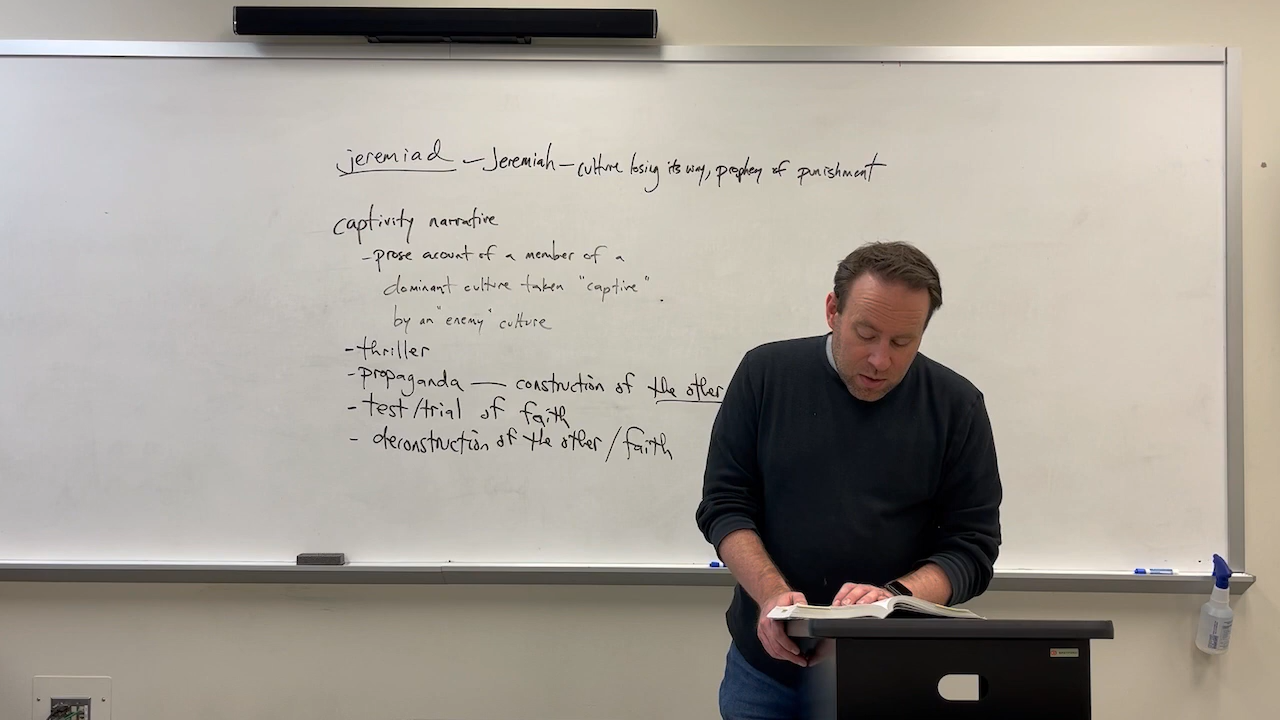 jeremiad — Jeremiah — culture losing its way, prophecy of punishment
captivity narrative
- prose account of a member of a
dominant culture taken "captive"
by an "enemy" culture
- thriller
- propaganda — construction of the other
- test/trial of faith
- deconstruction of the other / faith